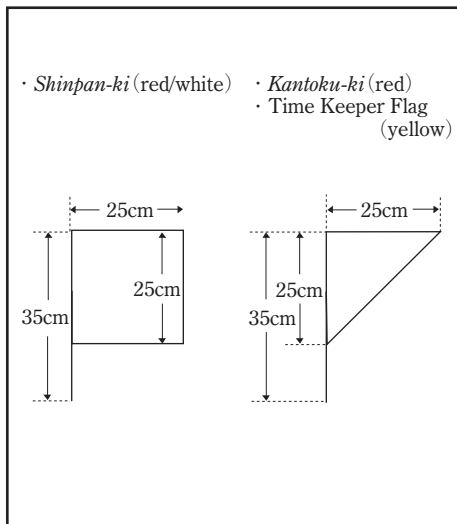 · Shinpan-ki (red/white)
· Kantoku-ki (red)
· Time Keeper Flag
(yellow)
25cm
25cm
35cm
25cm
25cm
35cm